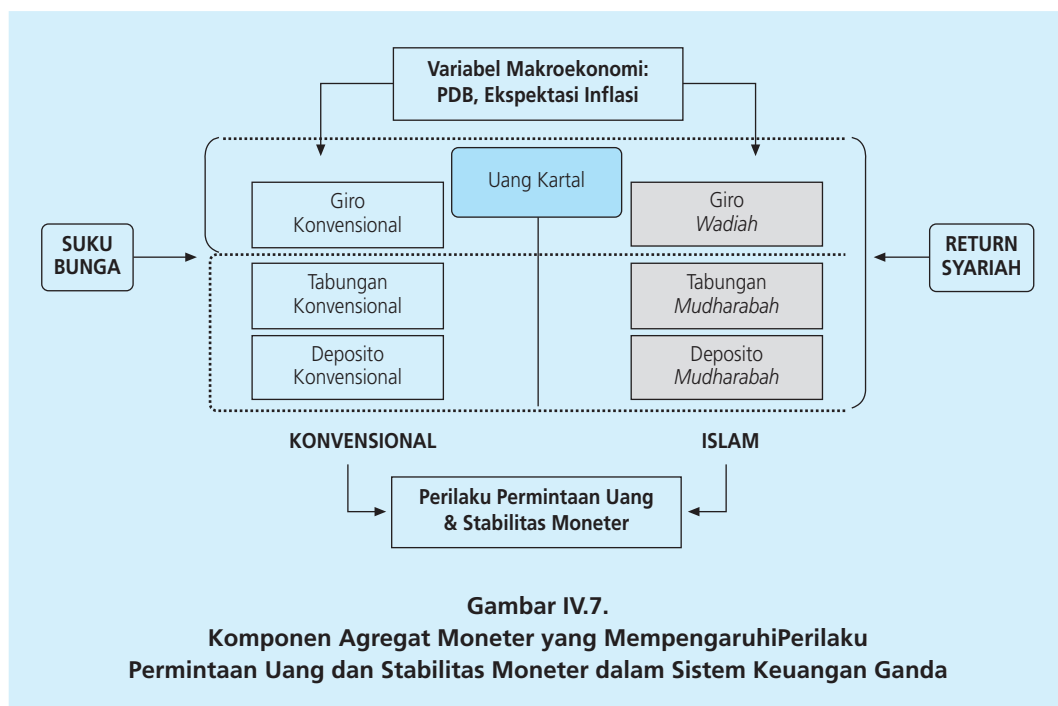 Variabel Makroekonomi:
PDB, Ekspektasi Inflasi
Uang Kartal
Giro
Konvensional
Giro
Wadiah
SUKU
BUNGA
RETURN
SYARIAH
Tabungan
Konvensional
Tabungan
Mudharabah
Deposito
Konvensional
Deposito
Mudharabah
KONVENSIONAL
ISLAM
Perilaku Permintaan Uang
& Stabilitas Moneter
Gambar IV.7.
Komponen Agregat Moneter yang MempengaruhiPerilaku
Permintaan Uang dan Stabilitas Moneter dalam Sistem Keuangan Ganda